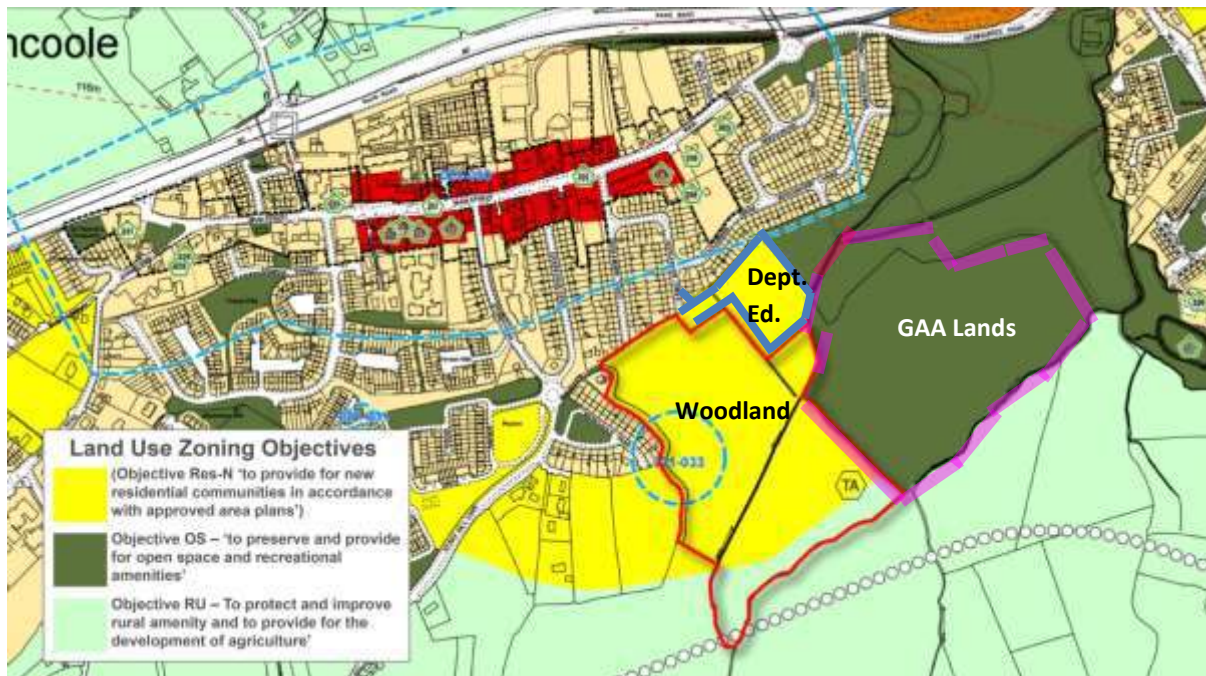 ncoole
116m
Dept.
Ed.
GAA Lands
Woodland
TA
Land Use Zoning Objectives
(Objective Res-N 'to provide for new
residential communities in accordance
with approved area plans')
Objective OS – 'to preserve and provide
for open space and recreational
amenities'
Objective RU – To protect and improve
rural amenity and to provide for the
development of agriculture'